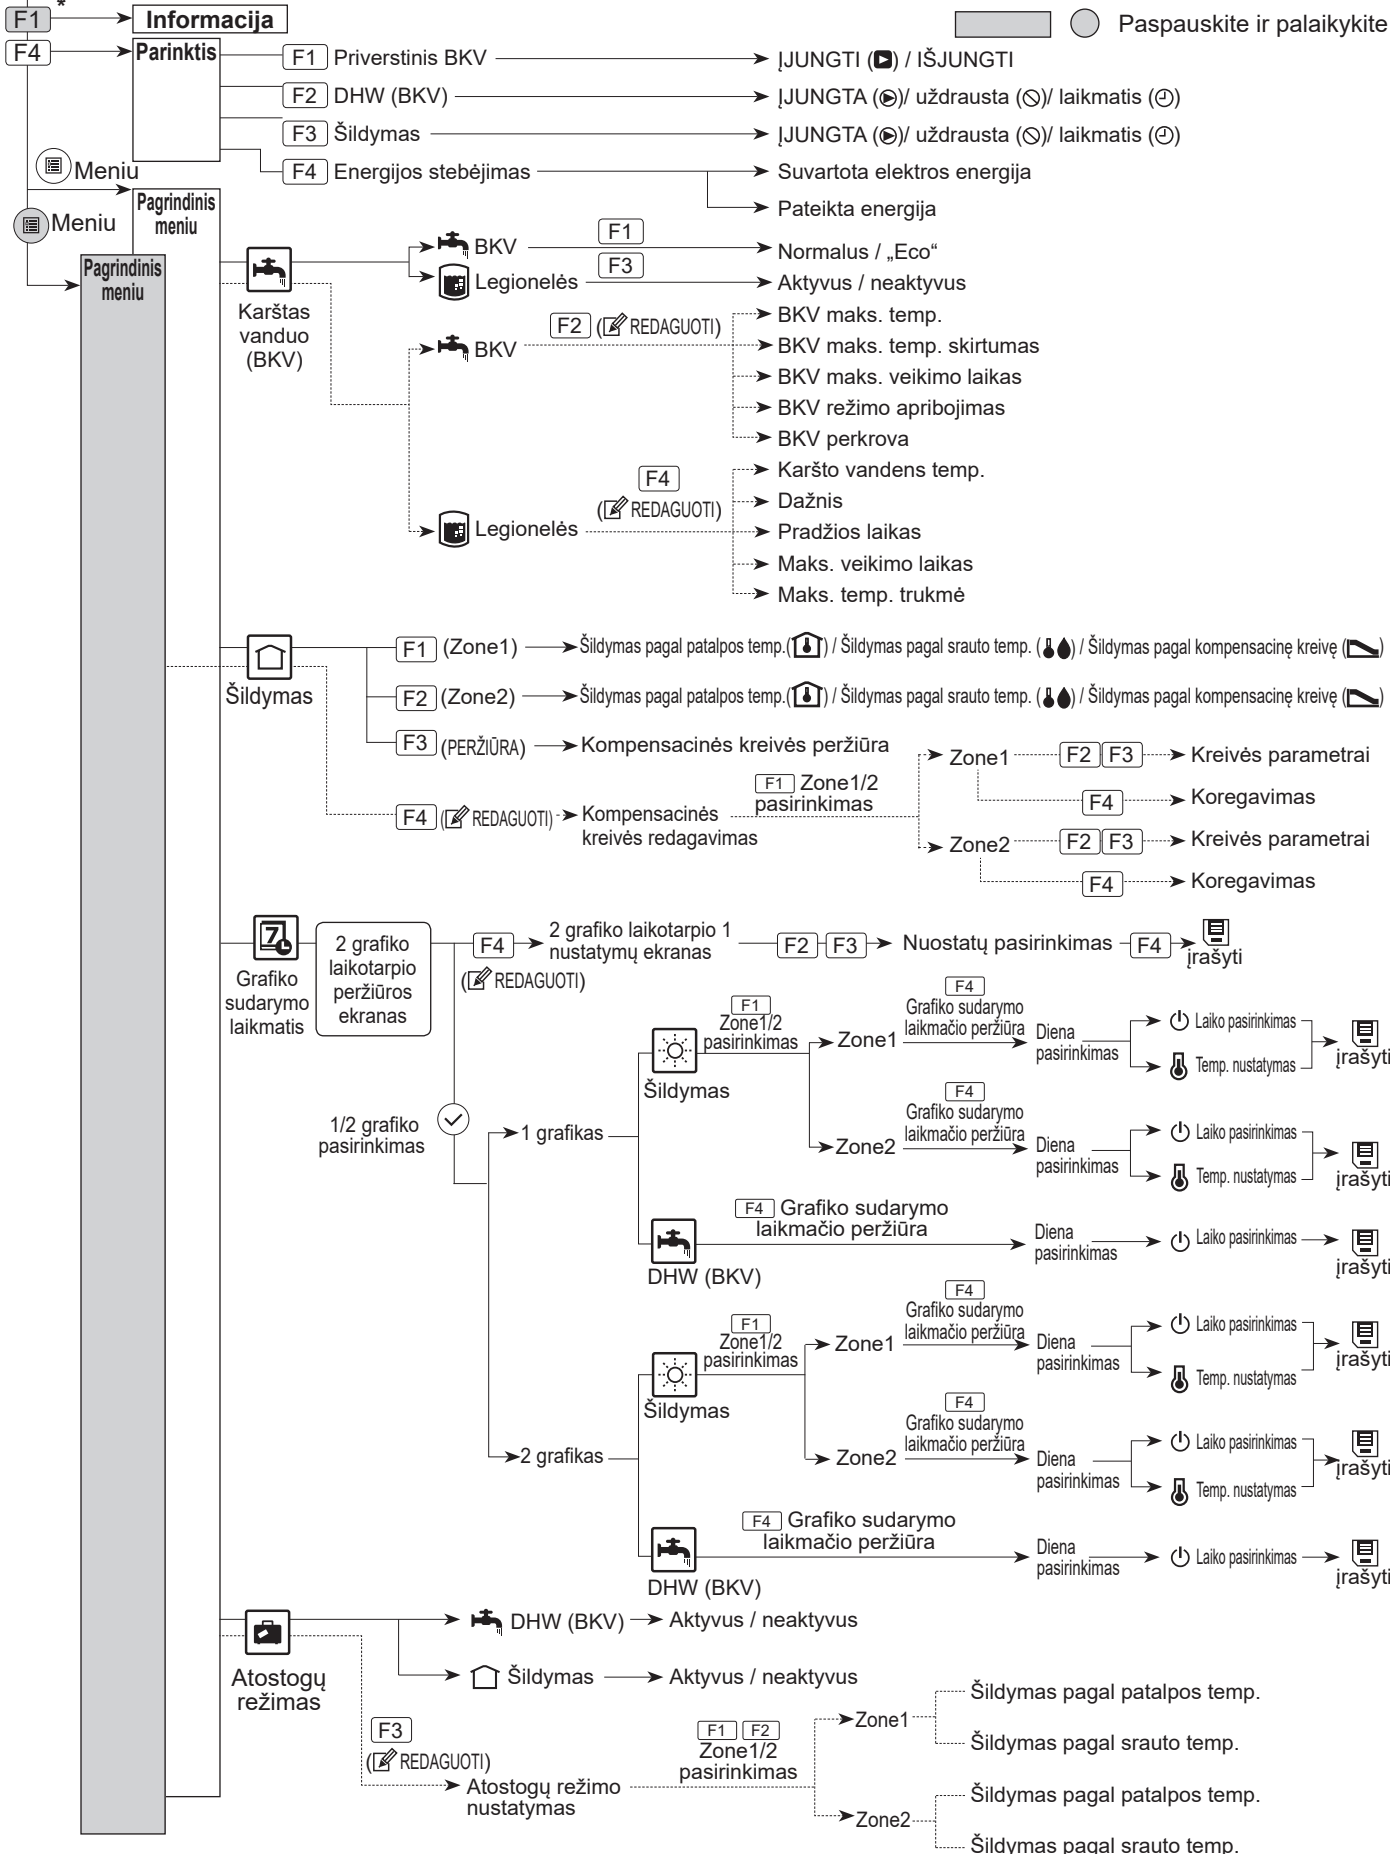 *
F1 Informacija
Paspauskite ir palaikykite
F4 Parinktis
F1 Priverstinis BKV ĮJUNGTI ( ) / IŠJUNGTI
F2 DHW (BKV) ĮJUNGTA ( )/ uždrausta ( )/ laikmatis ( )
F3 Šildymas ĮJUNGTA ( )/ uždrausta ( )/ laikmatis ( )
F4 Energijos stebėjimas Suvartota elektros energija
Pateikta energija
Meniu
Pagrindinis
meniu
Meniu
Pagrindinis
meniu
Karštas
vanduo
(BKV)
BKV F1 Normalus / „Eco“
Legionelės F3 Aktyvus / neaktyvus
BKV F2 ( REDAGUOTI)
BKV maks. temp.
BKV maks. temp. skirtumas
BKV maks. veikimo laikas
BKV režimo apribojimas
BKV perkrova
Legionelės F4
( REDAGUOTI)
Karšto vandens temp.
Dažnis
Pradžios laikas
Maks. veikimo laikas
Maks. temp. trukmė
Šildymas
F1 (Zone1) Šildymas pagal patalpos temp.( ) / Šildymas pagal srauto temp. ( ) / Šildymas pagal kompensacinę kreivę ( )
F2 (Zone2) Šildymas pagal patalpos temp.( ) / Šildymas pagal srauto temp. ( ) / Šildymas pagal kompensacinę kreivę ( )
F3 (PERŽIŪRA) Kompensacinės kreivės peržiūra
F4 ( REDAGUOTI) Kompensacinės
kreivės redagavimas
F1 Zone1/2
pasirinkimas
Zone1 F2 F3 Kreivės parametrai
F4 Koregavimas
Zone2 F2 F3 Kreivės parametrai
F4 Koregavimas
7
Grafiko
sudarymo
laikmatis
2 grafiko
laikotarpio
peržiūros
ekranas
F4
( REDAGUOTI)
2 grafiko laikotarpio 1
nustatymų ekranas
F2 F3 Nuostatų pasirinkimas F4 įrašyti
1/2 grafiko
pasirinkimas
1 grafikas
Šildymas
F1
Zone1/2
pasirinkimas
Zone1
F4
Grafiko sudarymo
laikmačio peržiūra
Diena
pasirinkimas
Laiko pasirinkimas
Temp. nustatymas
įrašyti
Zone2
F4
Grafiko sudarymo
laikmačio peržiūra
Diena
pasirinkimas
Laiko pasirinkimas
Temp. nustatymas
įrašyti
DHW (BKV)
F4 Grafiko sudarymo
laikmačio peržiūra
Diena
pasirinkimas
Laiko pasirinkimas
įrašyti
2 grafikas
Šildymas
F1
Zone1/2
pasirinkimas
Zone1
F4
Grafiko sudarymo
laikmačio peržiūra
Diena
pasirinkimas
Laiko pasirinkimas
Temp. nustatymas
įrašyti
Zone2
F4
Grafiko sudarymo
laikmačio peržiūra
Diena
pasirinkimas
Laiko pasirinkimas
Temp. nustatymas
įrašyti
DHW (BKV)
F4 Grafiko sudarymo
laikmačio peržiūra
Diena
pasirinkimas
Laiko pasirinkimas
įrašyti
Atostogų
režimas
DHW (BKV) Aktyvus / neaktyvus
Šildymas Aktyvus / neaktyvus
F3
( REDAGUOTI)
Atostogų režimo
nustatymas
F1 F2
Zone1/2
pasirinkimas
Zone1
Šildymas pagal patalpos temp.
Šildymas pagal srauto temp.
Zone2
Šildymas pagal patalpos temp.
Šildymas pagal srauto temp.